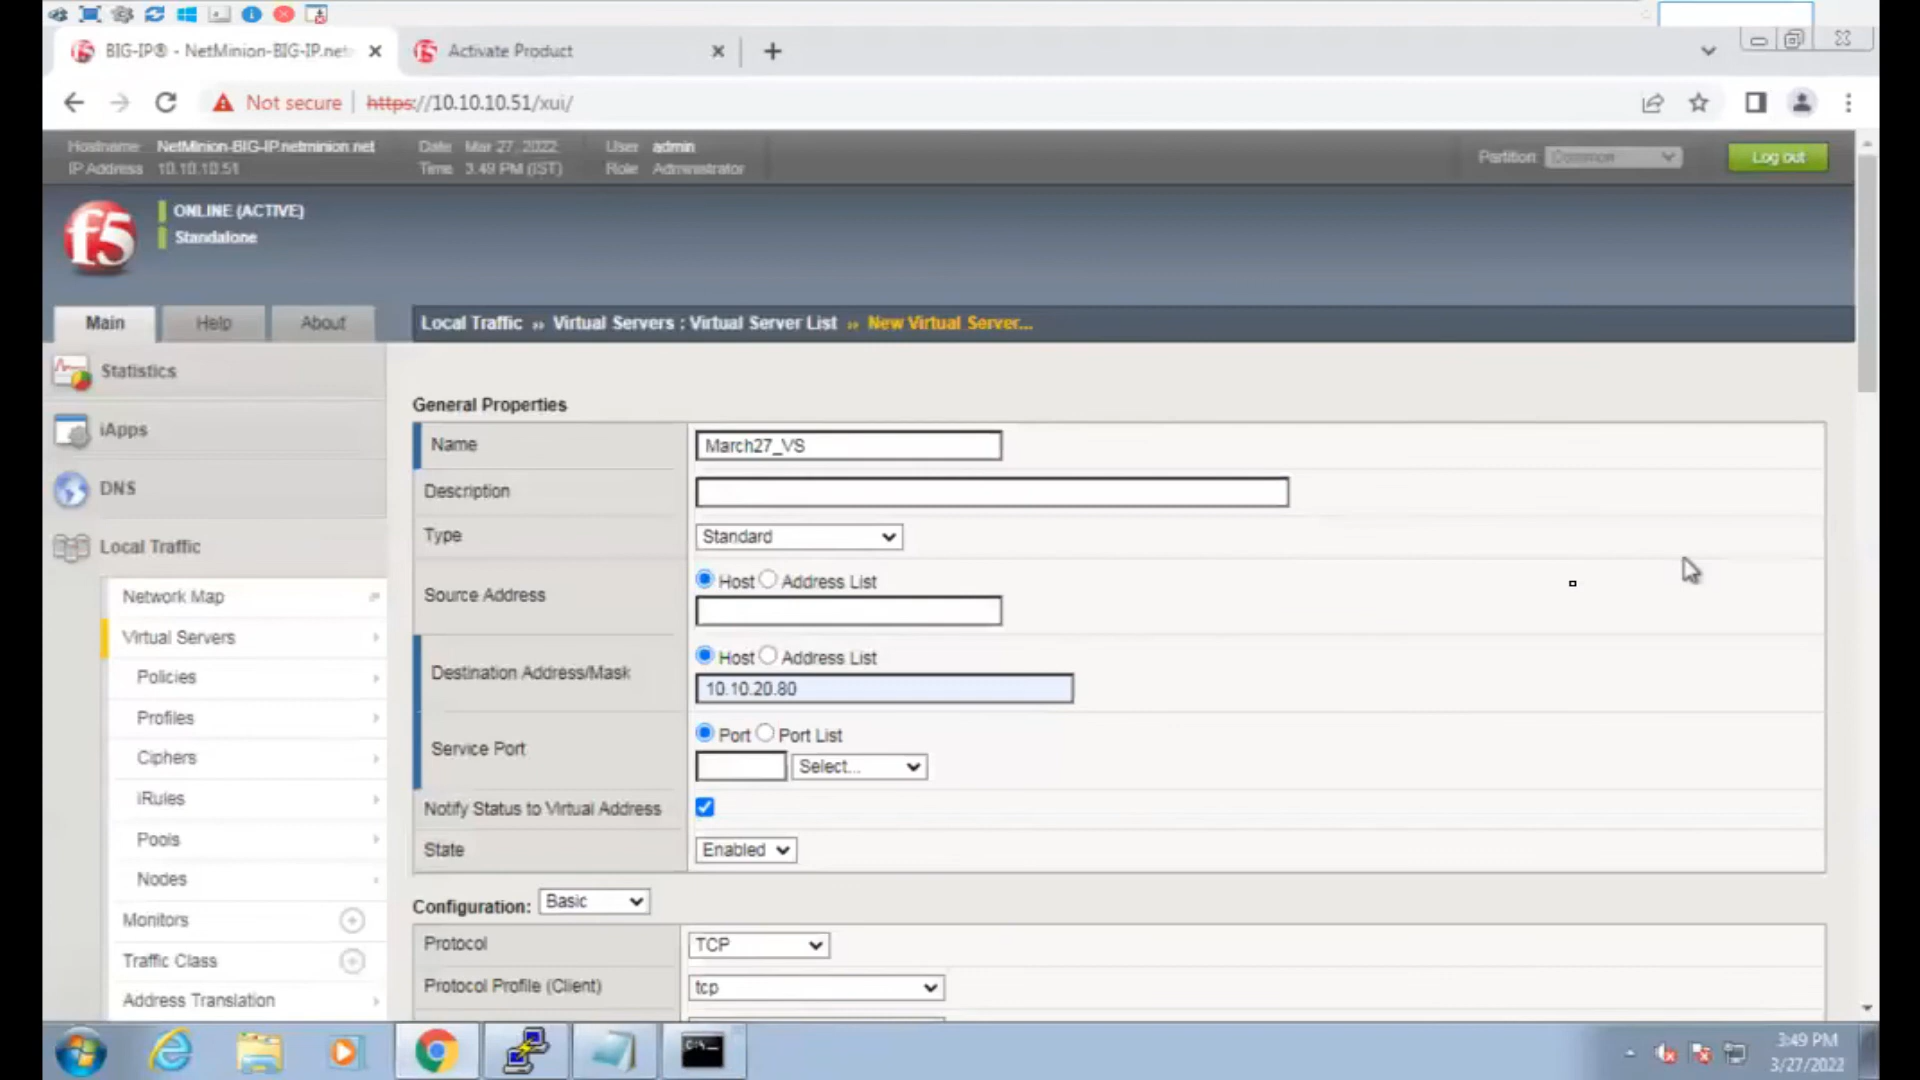 BIG-IP® - NetMinion-BIG-IP.net
Activate Product
Not secure
https://10.10.10.51/xui/
Hostname NetMinion-BIG-IP.netminion.net
Date Mar 27, 2022
User admin
IP Address 10.10.10.51
Time 3:49 PM (IST)
Role Administrator
Partition Common
Log out
f5
ONLINE (ACTIVE)
Standalone
Main
Help
About
Local Traffic » Virtual Servers : Virtual Server List » New Virtual Server...
Statistics
iApps
DNS
Local Traffic
Network Map
Virtual Servers
Policies
Profiles
Ciphers
iRules
Pools
Nodes
Monitors
Traffic Class
Address Translation
General Properties
Name
March27_VS
Description
Type
Standard
Source Address
Host
Address List
Destination Address/Mask
Host
Address List
10.10.20.80
Service Port
Port
Port List
Select...
Notify Status to Virtual Address
State
Enabled
Configuration: Basic
Protocol
TCP
Protocol Profile (Client)
tcp
C:\.
3:49 PM
3/27/2022